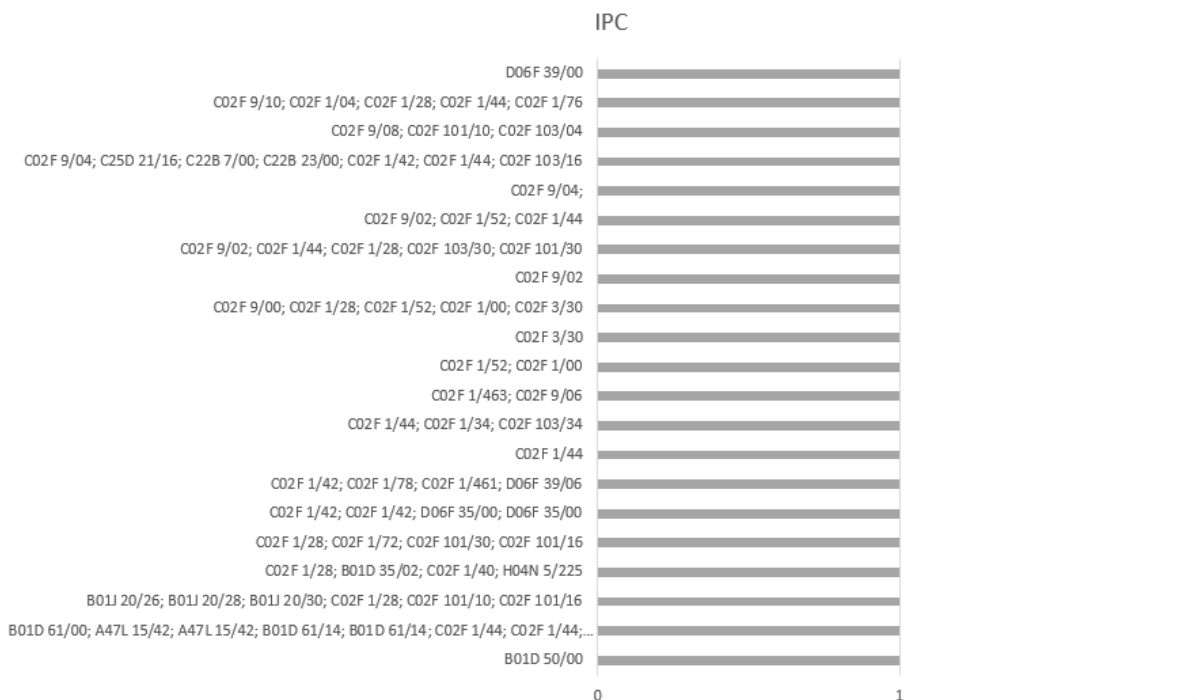 IPC
D06F 39/00
C02F 9/10; C02F 1/04; C02F 1/28; C02F 1/44; C02F 1/76
C02F 9/08; C02F 101/10; C02F 103/04
C02F 9/04; C25D 21/16; C22B 7/00; C22B 23/00; C02F 1/42; C02F 1/44; C02F 103/16
C02F 9/04;
C02F 9/02; C02F 1/52; C02F 1/44
C02F 9/02; C02F 1/44; C02F 1/28; C02F 103/30; C02F 101/30
C02F 9/02
C02F 9/00; C02F 1/28; C02F 1/52; C02F 1/00; C02F 3/30
C02F 3/30
C02F 1/52; C02F 1/00
C02F 1/463; C02F 9/06
C02F 1/44; C02F 1/34; C02F 103/34
C02F 1/44
C02F 1/42; C02F 1/78; C02F 1/461; D06F 39/06
C02F 1/42; C02F 1/42; D06F 35/00; D06F 35/00
C02F 1/28; C02F 1/72; C02F 101/30; C02F 101/16
C02F 1/28; B01D 35/02; C02F 1/40; H04N 5/225
B01J 20/26; B01J 20/28; B01J 20/30; C02F 1/28; C02F 101/10; C02F 101/16
B01D 61/00; A47L 15/42; A47L 15/42; B01D 61/14; B01D 61/14; C02F 1/44; C02F 1/44;...
B01D 50/00
0 1